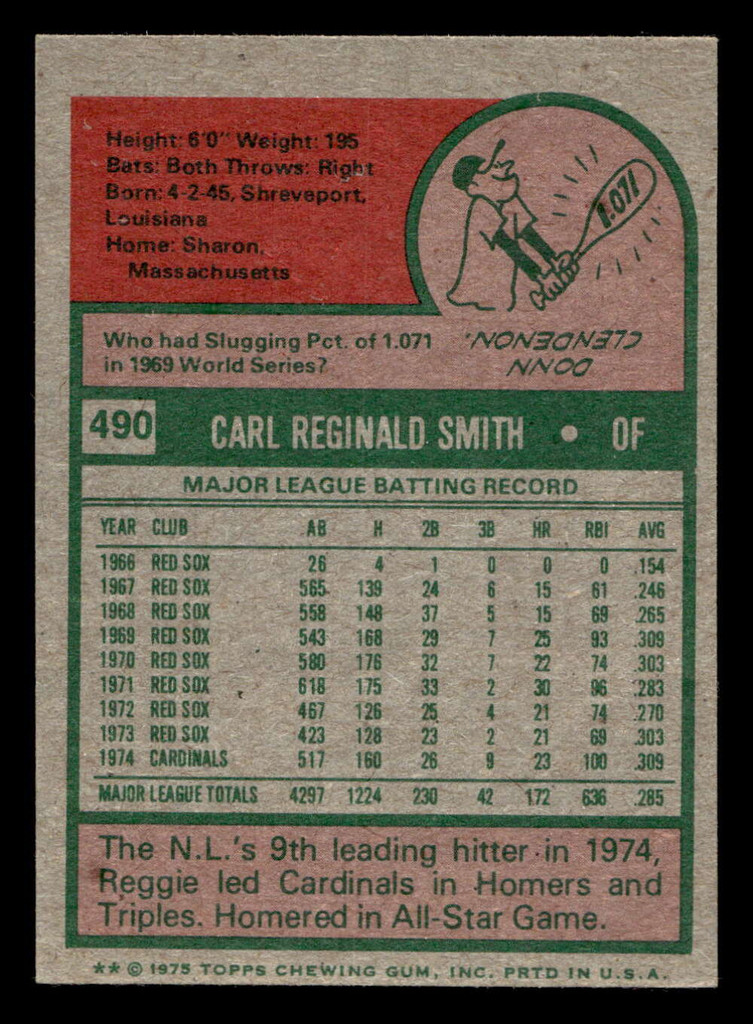 Height: 6'0" Weight: 195
Bats: Both Throws: Right
Born: 4-2-45, Shreveport,
Louisiana
Home: Sharon,
Massachusetts
1.071
Who had Slugging Pct. of 1.071
in 1969 World Series?
DONN
CLENDENON.
490 CARL REGINALD SMITH • OF
MAJOR LEAGUE BATTING RECORD
YEAR CLUB AB H 2B 3B HR RBI AVG
1966 RED SOX 26 4 1 0 0 0 .154
1967 RED SOX 565 139 24 6 15 61 .246
1968 RED SOX 558 148 37 5 15 69 .265
1969 RED SOX 543 168 29 7 25 93 .309
1970 RED SOX 580 176 32 7 22 74 .303
1971 RED SOX 618 175 33 2 30 96 .283
1972 RED SOX 467 126 25 4 21 74 .270
1973 RED SOX 423 128 23 2 21 69 .303
1974 CARDINALS 517 160 26 9 23 100 .309
MAJOR LEAGUE TOTALS 4297 1224 230 42 172 636 .285
The N.L.'s 9th leading hitter in 1974,
Reggie led Cardinals in Homers and
Triples. Homered in All-Star Game.
** © 1975 TOPPS CHEWING GUM, INC. PRTD IN U.S.A.